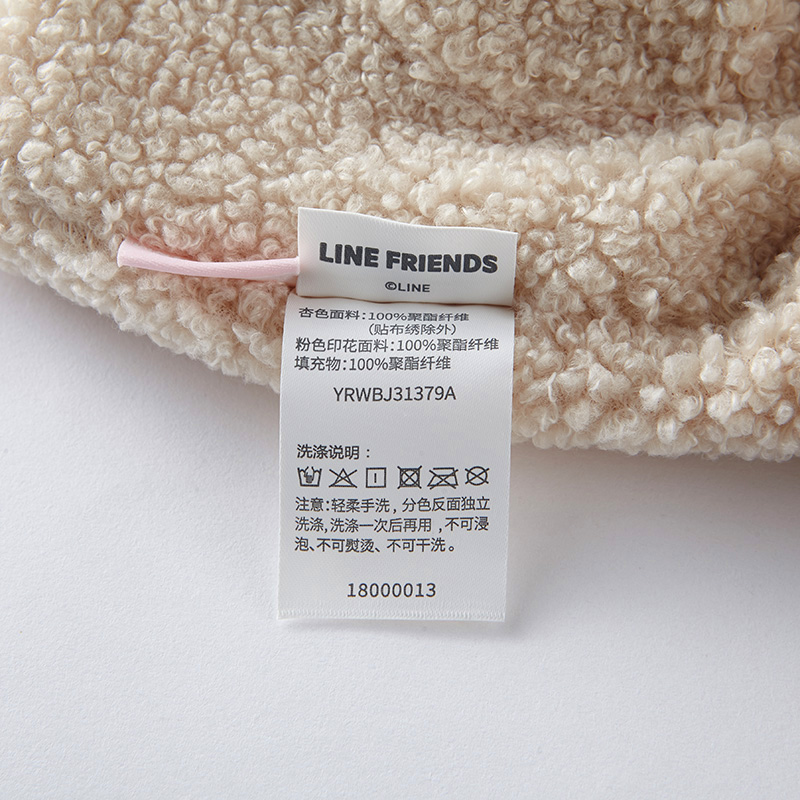 LINE FRIENDS
©LINE
杏色面料:100%聚酯纤维
(贴布绣除外)
粉色印花面料:100%聚酯纤维
填充物:100%聚酯纤维
YRWBJ31379A
洗涤说明:
注意:轻柔手洗,分色反面独立
洗涤,洗涤一次后再用,不可浸
泡、不可熨烫、不可干洗。
18000013